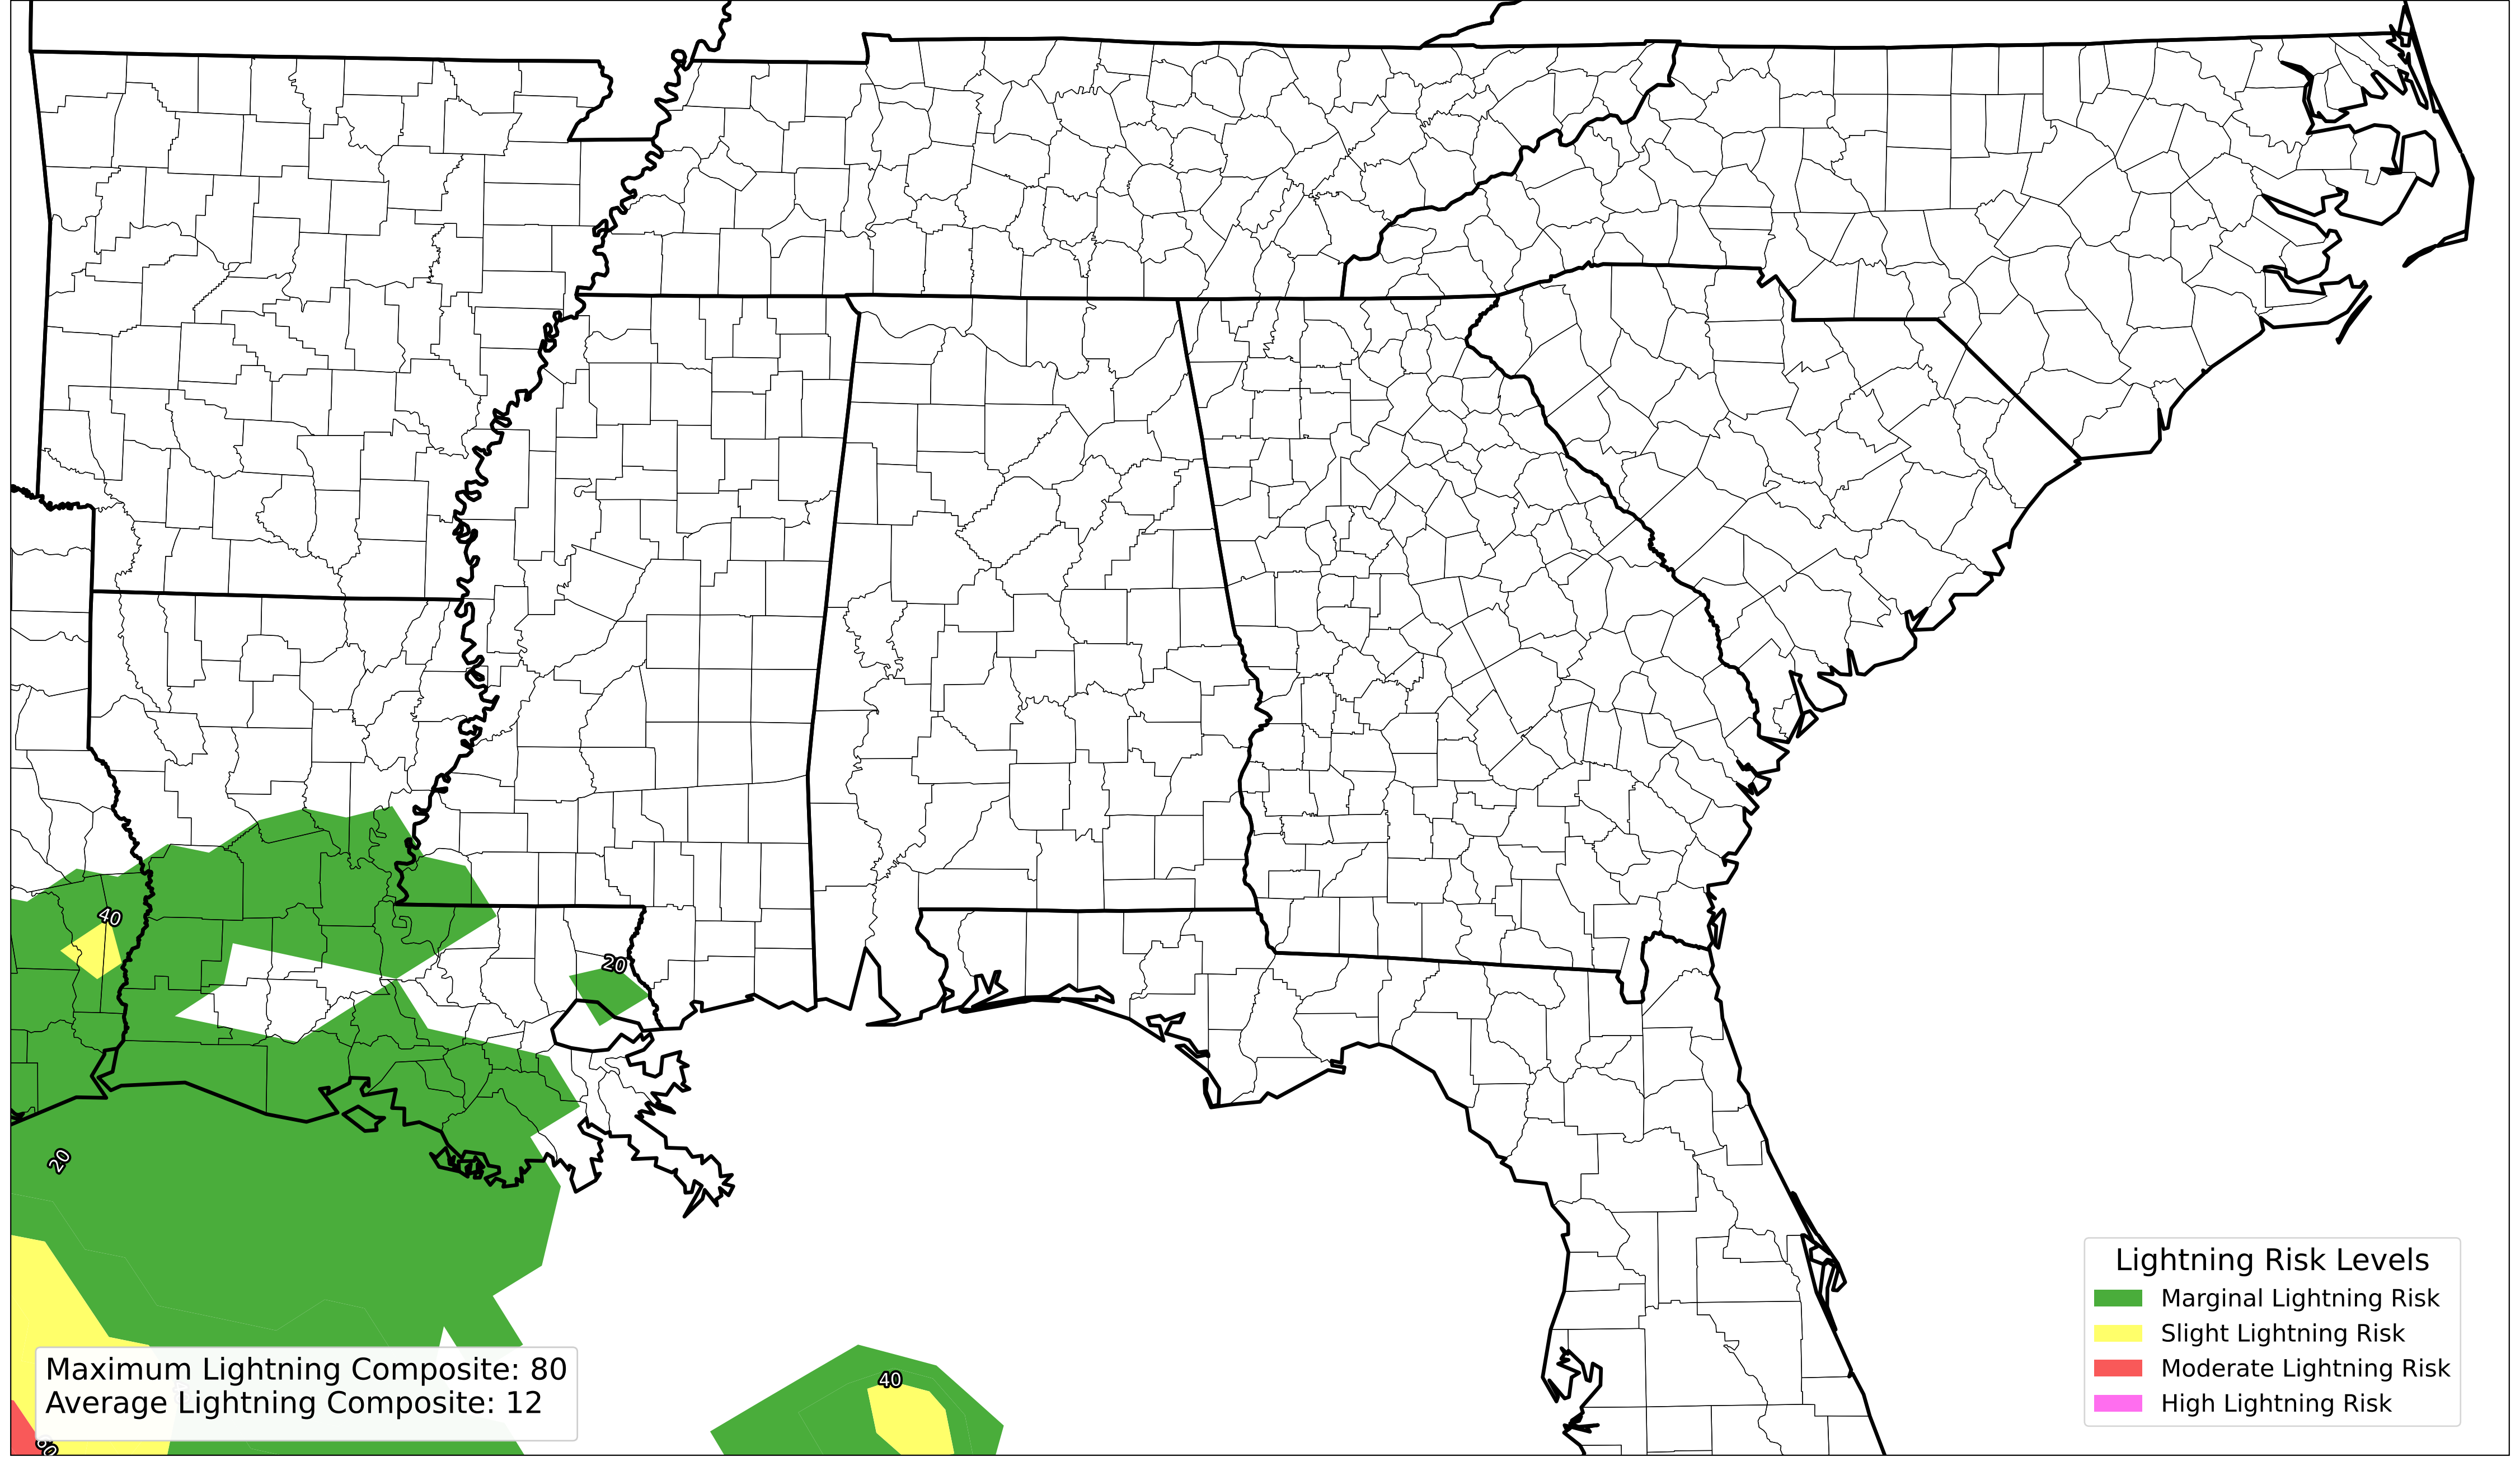 40
20
20
40
Maximum Lightning Composite: 80
Average Lightning Composite: 12
Lightning Risk Levels
Marginal Lightning Risk
Slight Lightning Risk
Moderate Lightning Risk
High Lightning Risk